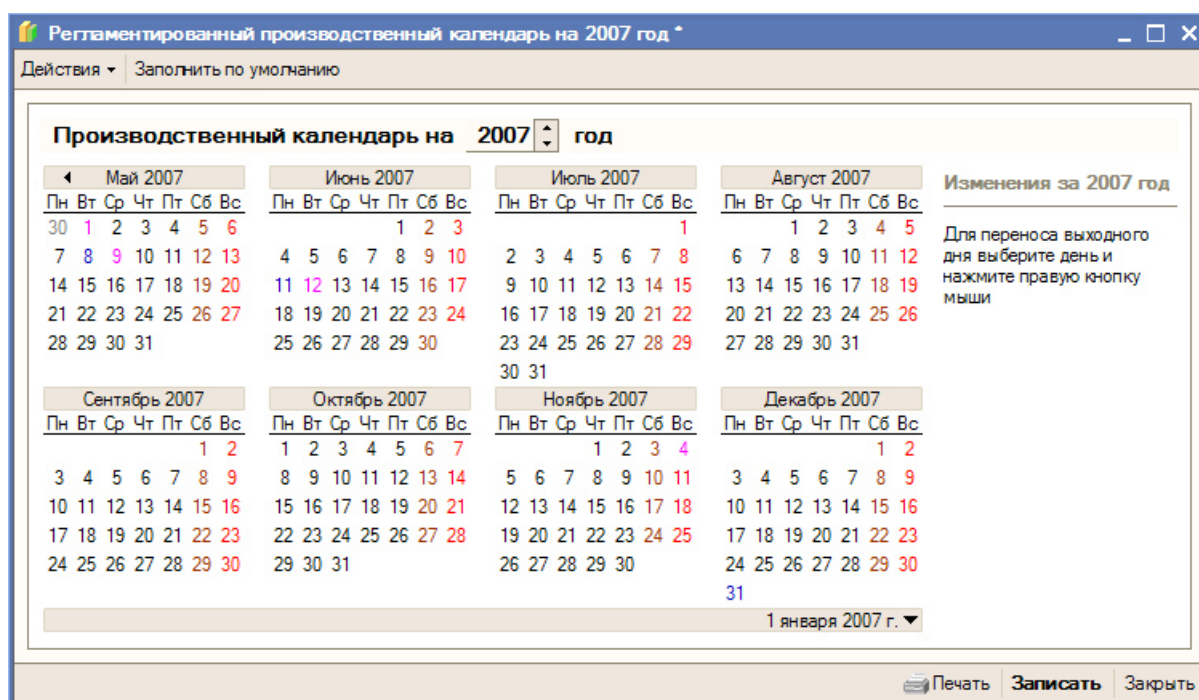 Регламентированный производственный календарь на 2007 год *
Действия Заполнить по умолчанию
Производственный календарь на 2007 год
Май 2007 Июнь 2007 Июль 2007 Август 2007 Изменения за 2007 год
Пн Вт Ср Чт Пт Сб Вс Пн Вт Ср Чт Пт Сб Вс Пн Вт Ср Чт Пт Сб Вс Пн Вт Ср Чт Пт Сб Вс
30 1 2 3 4 5 6 1 2 3 1 1 2 3 4 5 Для переноса выходного
7 8 9 10 11 12 13 4 5 6 7 8 9 10 2 3 4 5 6 7 8 6 7 8 9 10 11 12 дня выберите день и
14 15 16 17 18 19 20 11 12 13 14 15 16 17 9 10 11 12 13 14 15 13 14 15 16 17 18 19 нажмите правую кнопку
мыши
21 22 23 24 25 26 27 18 19 20 21 22 23 24 16 17 18 19 20 21 22 20 21 22 23 24 25 26
28 29 30 31 25 26 27 28 29 30 23 24 25 26 27 28 29 27 28 29 30 31
30 31
Сентябрь 2007 Октябрь 2007 Ноябрь 2007 Декабрь 2007
Пн Вт Ср Чт Пт Сб Вс Пн Вт Ср Чт Пт Сб Вс Пн Вт Ср Чт Пт Сб Вс Пн Вт Ср Чт Пт Сб Вс
1 2 1 2 3 4 5 6 7 1 2 3 4 1 2
3 4 5 6 7 8 9 8 9 10 11 12 13 14 5 6 7 8 9 10 11 3 4 5 6 7 8 9
10 11 12 13 14 15 16 15 16 17 18 19 20 21 12 13 14 15 16 17 18 10 11 12 13 14 15 16
17 18 19 20 21 22 23 22 23 24 25 26 27 28 19 20 21 22 23 24 25 17 18 19 20 21 22 23
24 25 26 27 28 29 30 29 30 31 26 27 28 29 30 24 25 26 27 28 29 30
31
1 января 2007 г.
Печать Записать Закрыть